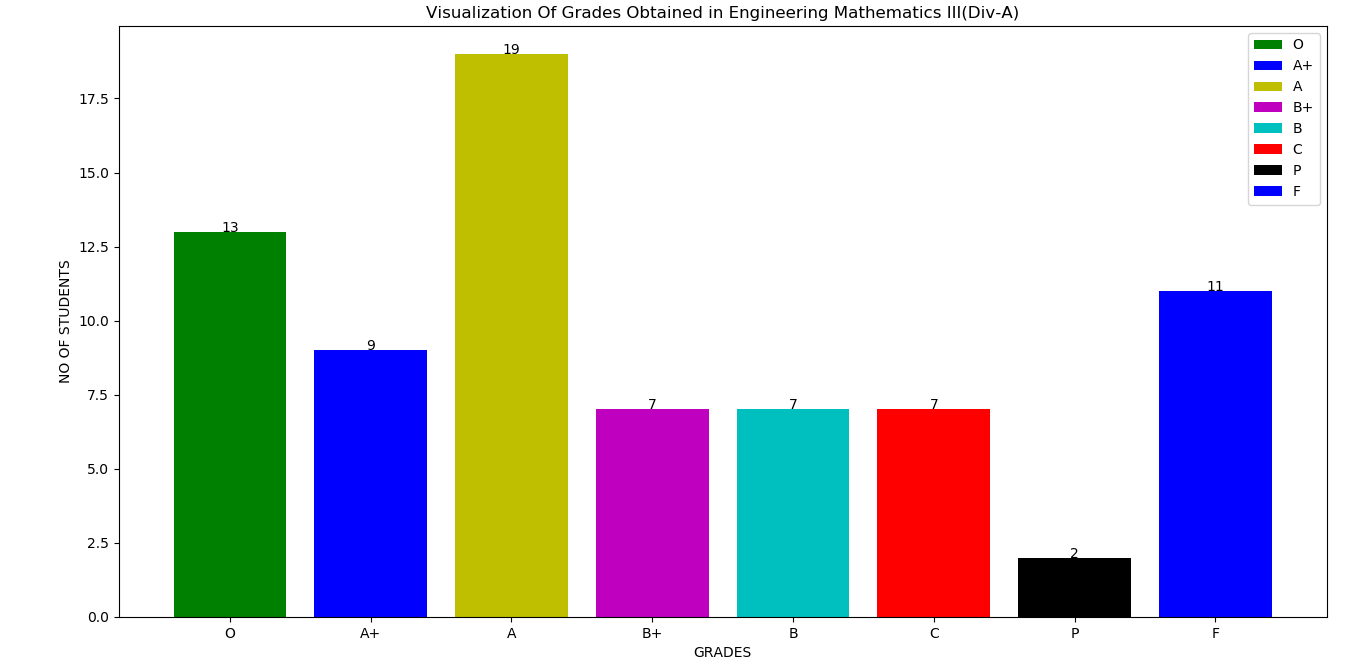 Visualization Of Grades Obtained in Engineering Mathematics III(Div-A)
O
A+
A
B+
B
C
P
F
NO OF STUDENTS
17.5
15.0
12.5
10.0
7.5
5.0
2.5
0.0
13
9
19
7
7
7
2
11
O A+ A B+ B C P F
GRADES